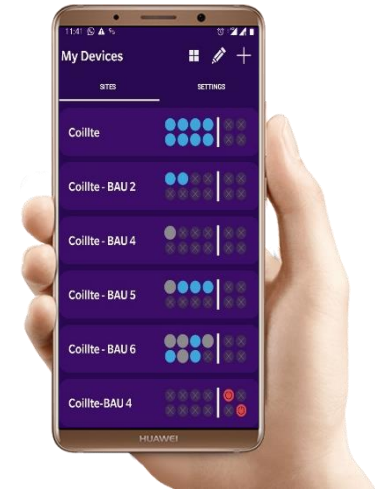 11:41
My Devices
SITES SETTINGS
Coillte
Coillte - BAU 2
Coillte - BAU 4
Coillte - BAU 5
Coillte - BAU 6
Coillte-BAU 4
HUAWEI